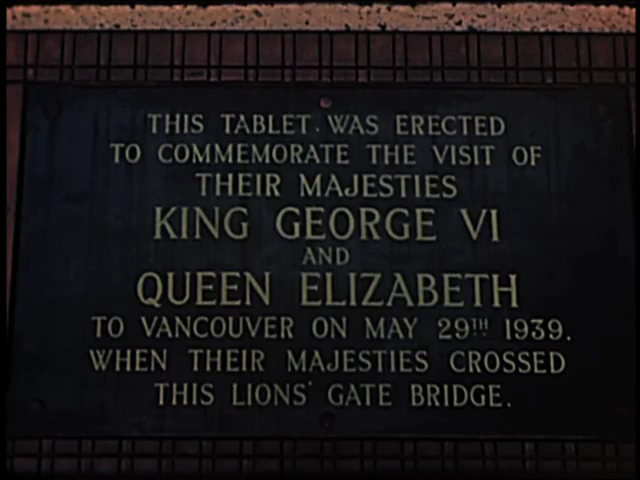 THIS TABLET WAS ERECTED
TO COMMEMORATE THE VISIT OF
THEIR MAJESTIES
KING GEORGE VI
AND
QUEEN ELIZABETH
TO VANCOUVER ON MAY 29TH 1939.
WHEN THEIR MAJESTIES CROSSED
THIS LIONS' GATE BRIDGE.